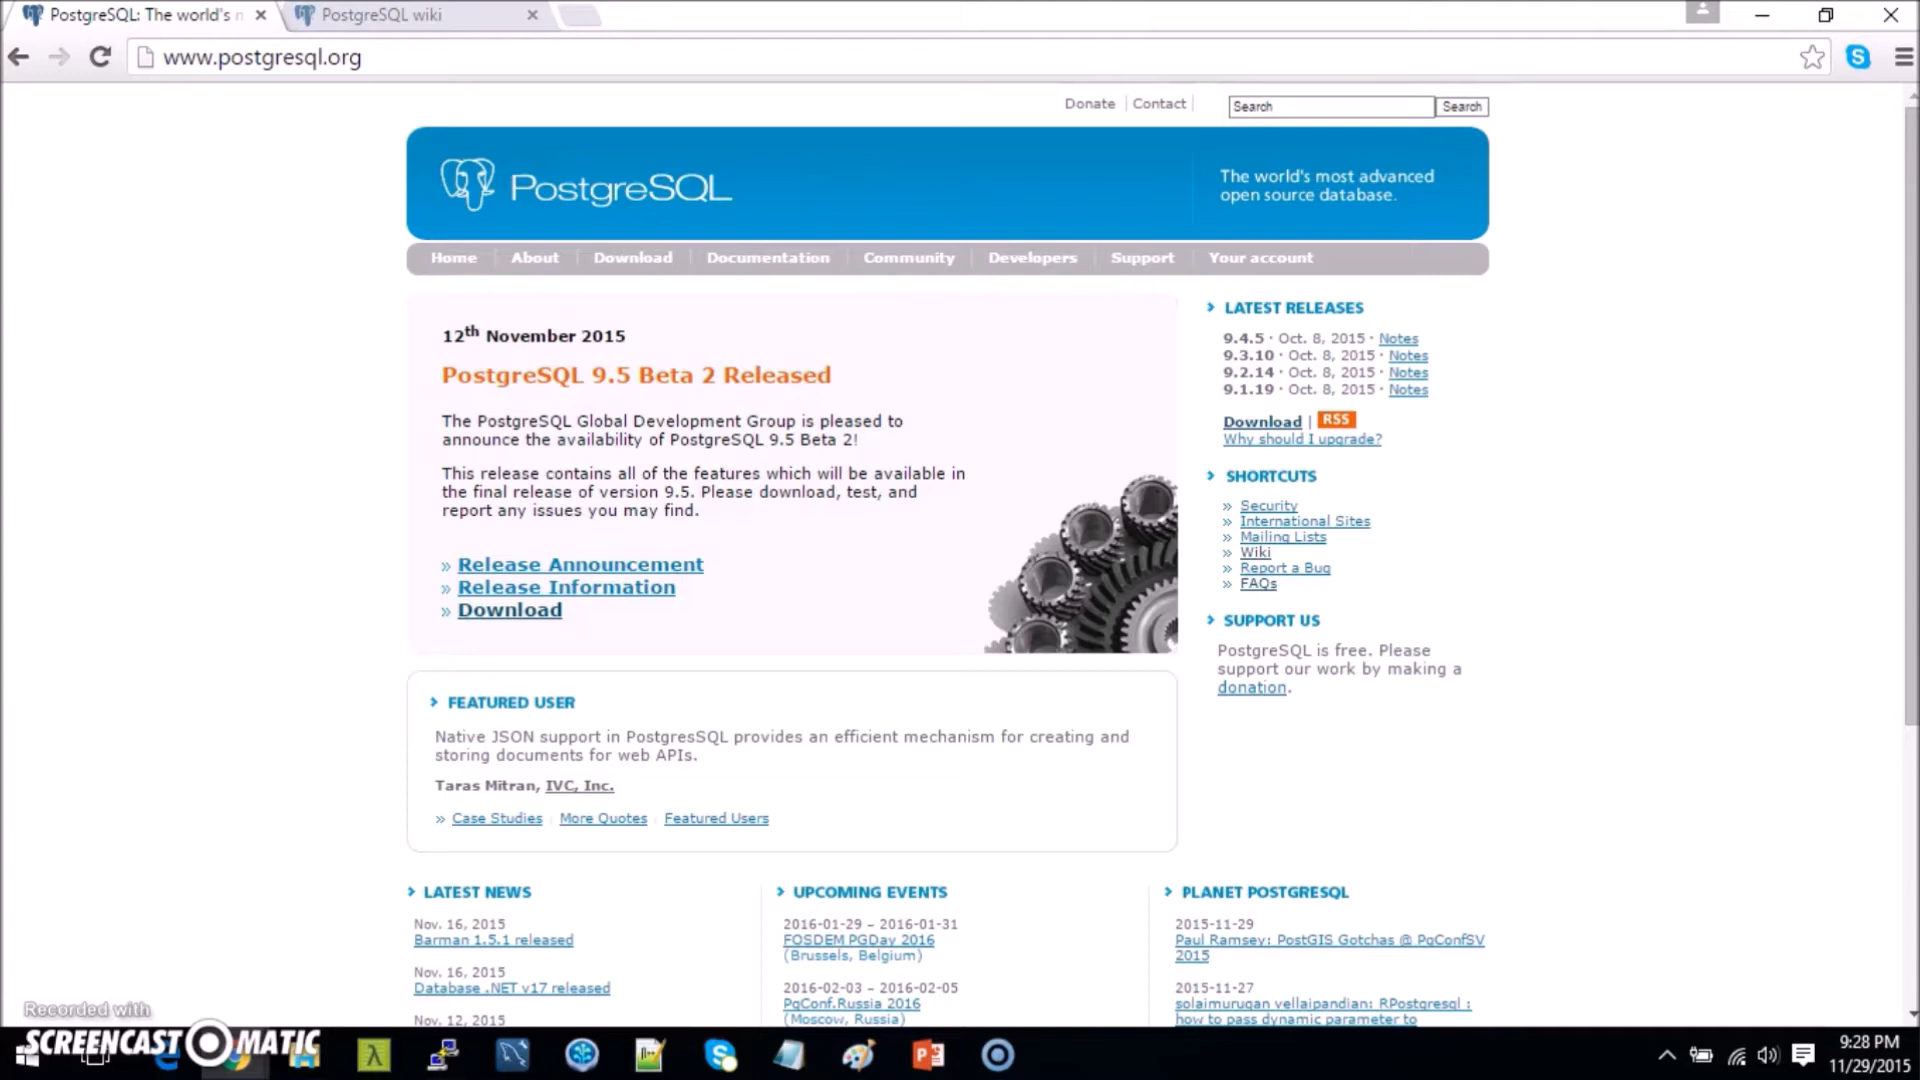 PostgreSQL: The world's n
PostgreSQL wiki
www.postgresql.org
Donate
Contact
Search
Search
PostgreSQL
The world's most advanced
open source database.
Home
About
Download
Documentation
Community
Developers
Support
Your account
12th November 2015
PostgreSQL 9.5 Beta 2 Released
The PostgreSQL Global Development Group is pleased to
announce the availability of PostgreSQL 9.5 Beta 2!
This release contains all of the features which will be available in
the final release of version 9.5. Please download, test, and
report any issues you may find.
» Release Announcement
» Release Information
» Download
LATEST RELEASES
9.4.5 · Oct. 8, 2015 · Notes
9.3.10 · Oct. 8, 2015 · Notes
9.2.14 · Oct. 8, 2015 · Notes
9.1.19 · Oct. 8, 2015 · Notes
Download | RSS
Why should I upgrade?
SHORTCUTS
» Security
» International Sites
» Mailing Lists
» Wiki
» Report a Bug
» FAQs
SUPPORT US
PostgreSQL is free. Please
support our work by making a
donation.
FEATURED USER
Native JSON support in PostgresSQL provides an efficient mechanism for creating and
storing documents for web APIs.
Taras Mitran, IVC, Inc.
» Case Studies | More Quotes | Featured Users
LATEST NEWS
Nov. 16, 2015
Barman 1.5.1 released
Nov. 16, 2015
Database .NET v17 released
Nov. 12, 2015
UPCOMING EVENTS
2016-01-29 – 2016-01-31
FOSDEM PGDay 2016
(Brussels, Belgium)
2016-02-03 – 2016-02-05
PgConf.Russia 2016
(Moscow, Russia)
PLANET POSTGRESQL
2015-11-29
Paul Ramsey: PostGIS Gotchas @ PgConfSV
2015
2015-11-27
solaimurugan vellaipandian: RPostgresql :
how to pass dynamic parameter to
Recorded with
SCREENCAST MATIC
9:28 PM
11/29/2015